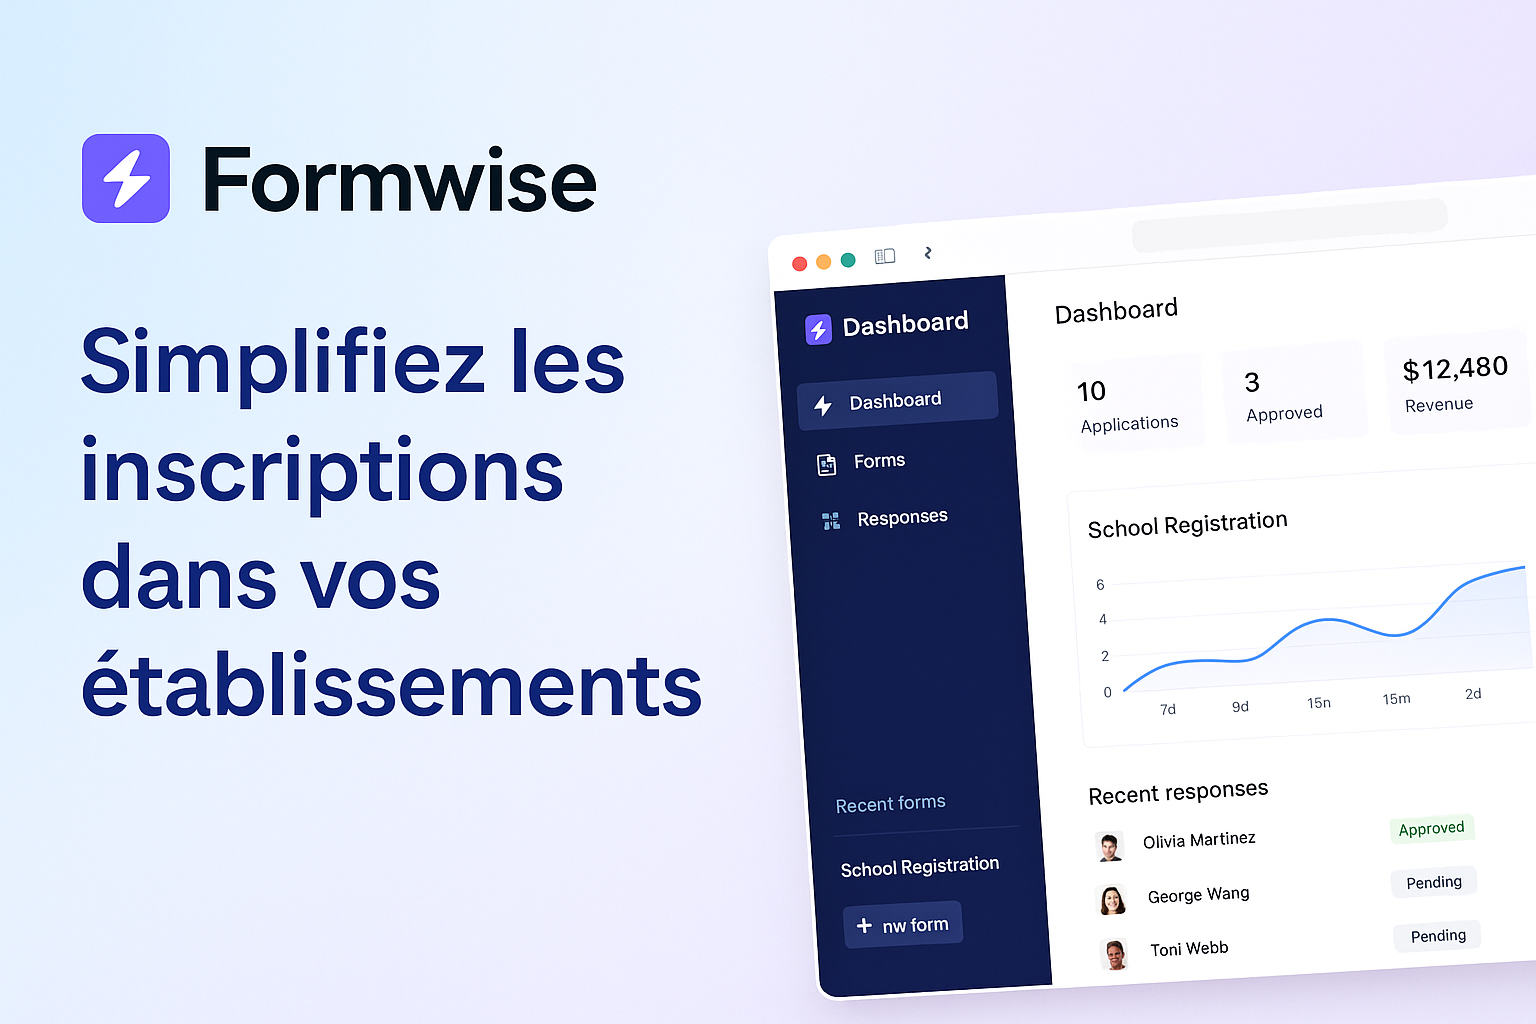 Formwise
Simplifiez les
inscriptions
dans vos
établissements
Dashboard
Dashboard
Forms
Responses
Recent forms
School Registration
+ nw form
Dashboard
10
Applications
3
Approved
$12,480
Revenue
School Registration
6
4
2
0
7d 9d 15n 15m 2d
Recent responses
Olivia Martinez Approved
George Wang Pending
Toni Webb Pending